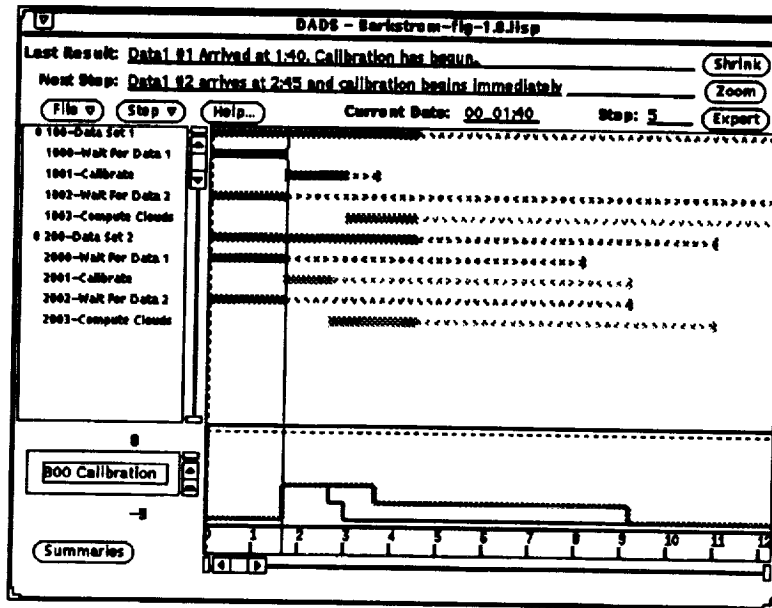 DADS - Barkstrom-fig-1.8.lisp
Last Result: Data1 #1 Arrived at 1:40. Calibration has begun.
Shrink
Next Step: Data1 #2 arrives at 2:45 and calibration begins immediately
Zoom
File Step Help... Current Date: 00_01:40 Step: 5 Expert
0 100-Data Set 1
1000-Wait For Data 1
1001-Calibrate
1002-Wait For Data 2
1003-Compute Clouds
0 200-Data Set 2
2000-Wait For Data 1
2001-Calibrate
2002-Wait For Data 2
2003-Compute Clouds
800 Calibration
1 2 3 4 5 6 7 8 9 10 11 12
Summaries